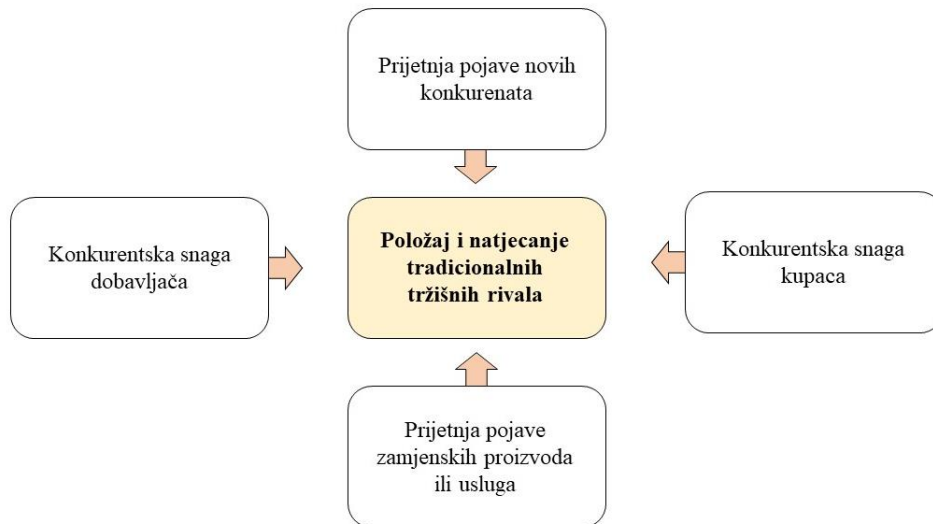 Prijetnja pojave novih
konkurenata
Konkurentska snaga
dobavljača
Položaj i natjecanje
tradicionalnih
tržišnih rivala
Konkurentska snaga
kupaca
Prijetnja pojave
zamjenskih proizvoda
ili usluga